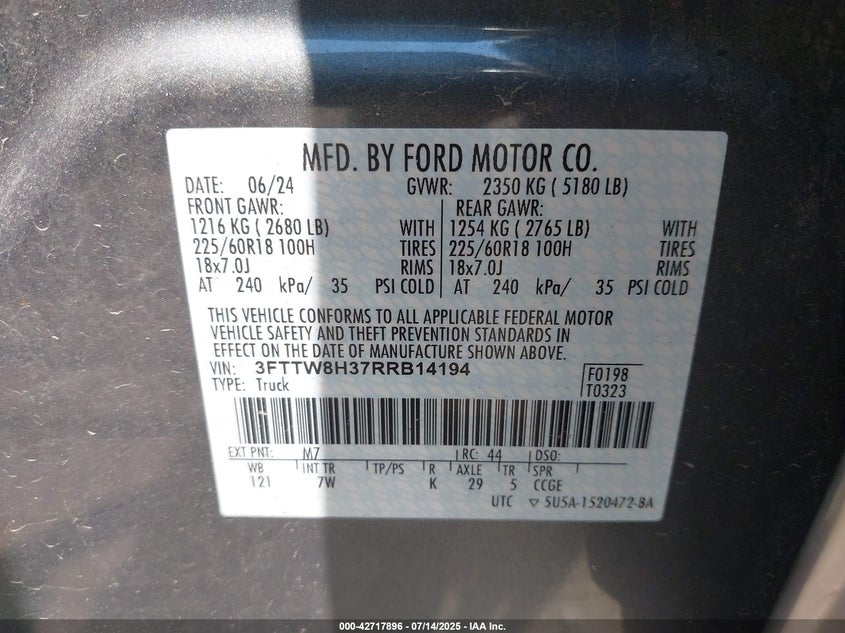 MFD. BY FORD MOTOR CO.
DATE: 06/24 GVWR: 2350 KG ( 5180 LB)
FRONT GAWR: REAR GAWR:
1216 KG ( 2680 LB) WITH 1254 KG ( 2765 LB) WITH
225/60R18 100H TIRES 225/60R18 100H TIRES
18x7.0J RIMS 18x7.0J RIMS
AT 240 kPa/ 35 PSI COLD AT 240 kPa/ 35 PSI COLD
THIS VEHICLE CONFORMS TO ALL APPLICABLE FEDERAL MOTOR
VEHICLE SAFETY AND THEFT PREVENTION STANDARDS IN
EFFECT ON THE DATE OF MANUFACTURE SHOWN ABOVE.
VIN: 3FTTW8H37RRB14194 F0198
TYPE: Truck T0323
EXT PNT: M7 RC: 44 DSO:
WB INT TR TP/PS R AXLE TR SPR
121 7W K 29 5 CCGE
UTC ▽ 5U5A-1520472-BA
000-42717896 - 07/14/2025 - IAA Inc.